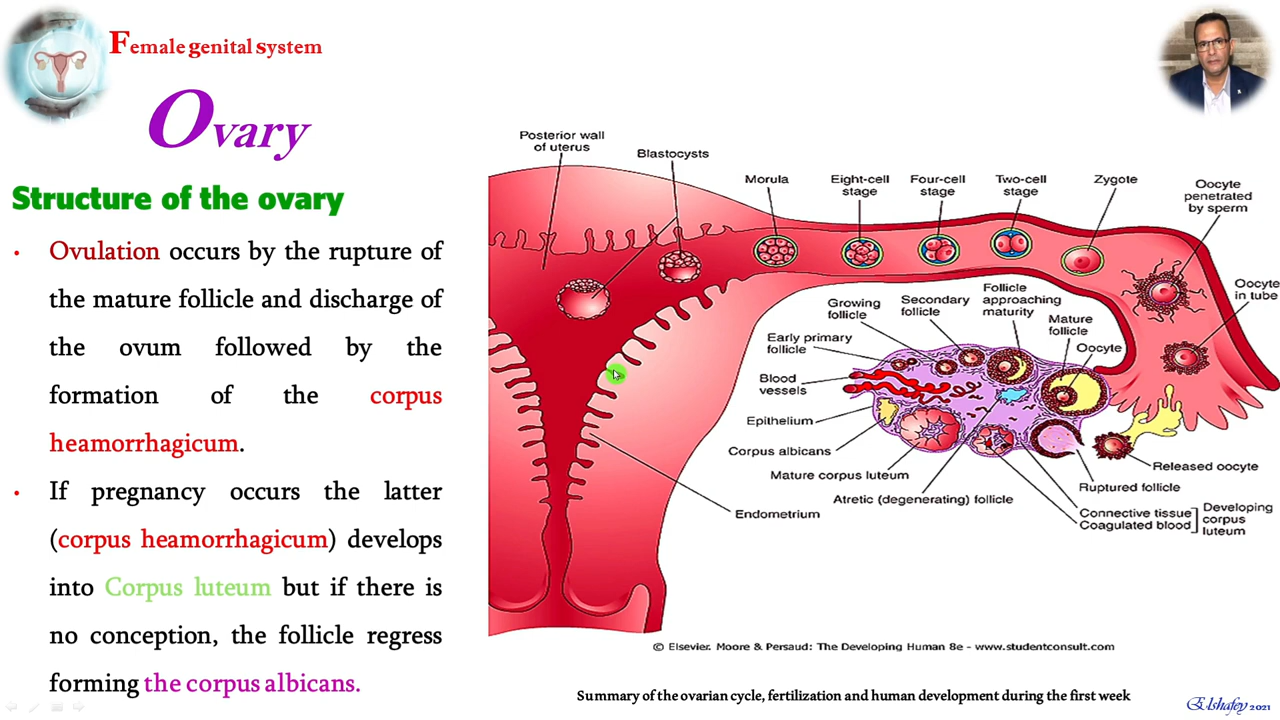 Female genital system
Ovary
Structure of the ovary
• Ovulation occurs by the rupture of
the mature follicle and discharge of
the ovum followed by the
formation of the corpus
heamorrhagicum.
• If pregnancy occurs the latter
(corpus heamorrhagicum) develops
into Corpus luteum but if there is
no conception, the follicle regress
forming the corpus albicans.
Posterior wall
of uterus
Blastocysts
Morula
Eight-cell
stage
Four-cell
stage
Two-cell
stage
Zygote
Oocyte
penetrated
by sperm
Oocyte
in tube
Growing
follicle
Secondary
follicle
Follicle
approaching
maturity
Mature
follicle
Oocyte
Early primary
follicle
Blood
vessels
Epithelium
Corpus albicans
Mature corpus luteum
Atretic (degenerating) follicle
Endometrium
Released oocyte
Ruptured follicle
Connective tissue
Coagulated blood
Developing
corpus
luteum
© Elsevier. Moore & Persaud: The Developing Human 8e - www.studentconsult.com
Summary of the ovarian cycle, fertilization and human development during the first week
Elshafey 2021